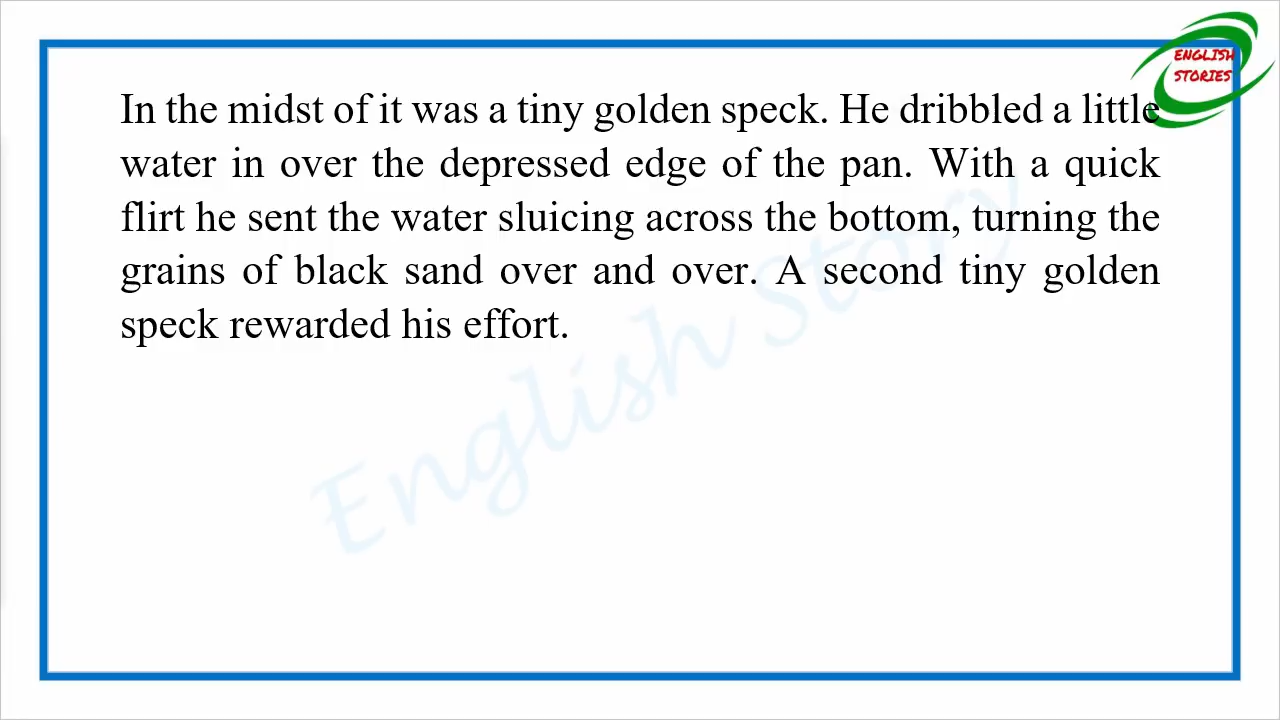 ENGLISH
STORIES
In the midst of it was a tiny golden speck. He dribbled a little
water in over the depressed edge of the pan. With a quick
flirt he sent the water sluicing across the bottom, turning the
grains of black sand over and over. A second tiny golden
speck rewarded his effort.
English Story